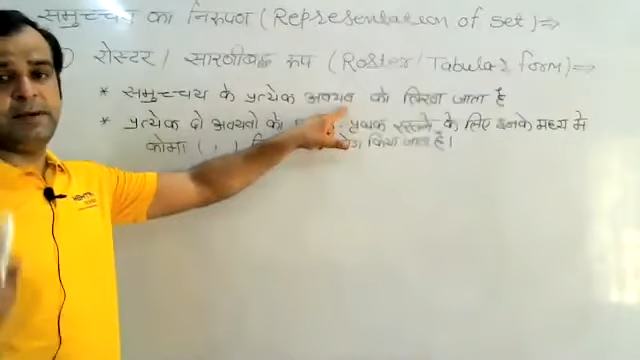 समुच्चय का निरूपण (Representation of set) ⇒
रोस्टर / सारणीबद्ध रूप (Roster / Tabular form) ⇒
* समुच्चय के प्रत्येक अवयव को लिखा जाता है
* प्रत्येक दो अवयवो को पृथक रखने के लिए इनके मध्य में
कोमा ( , ) किया जाता है।